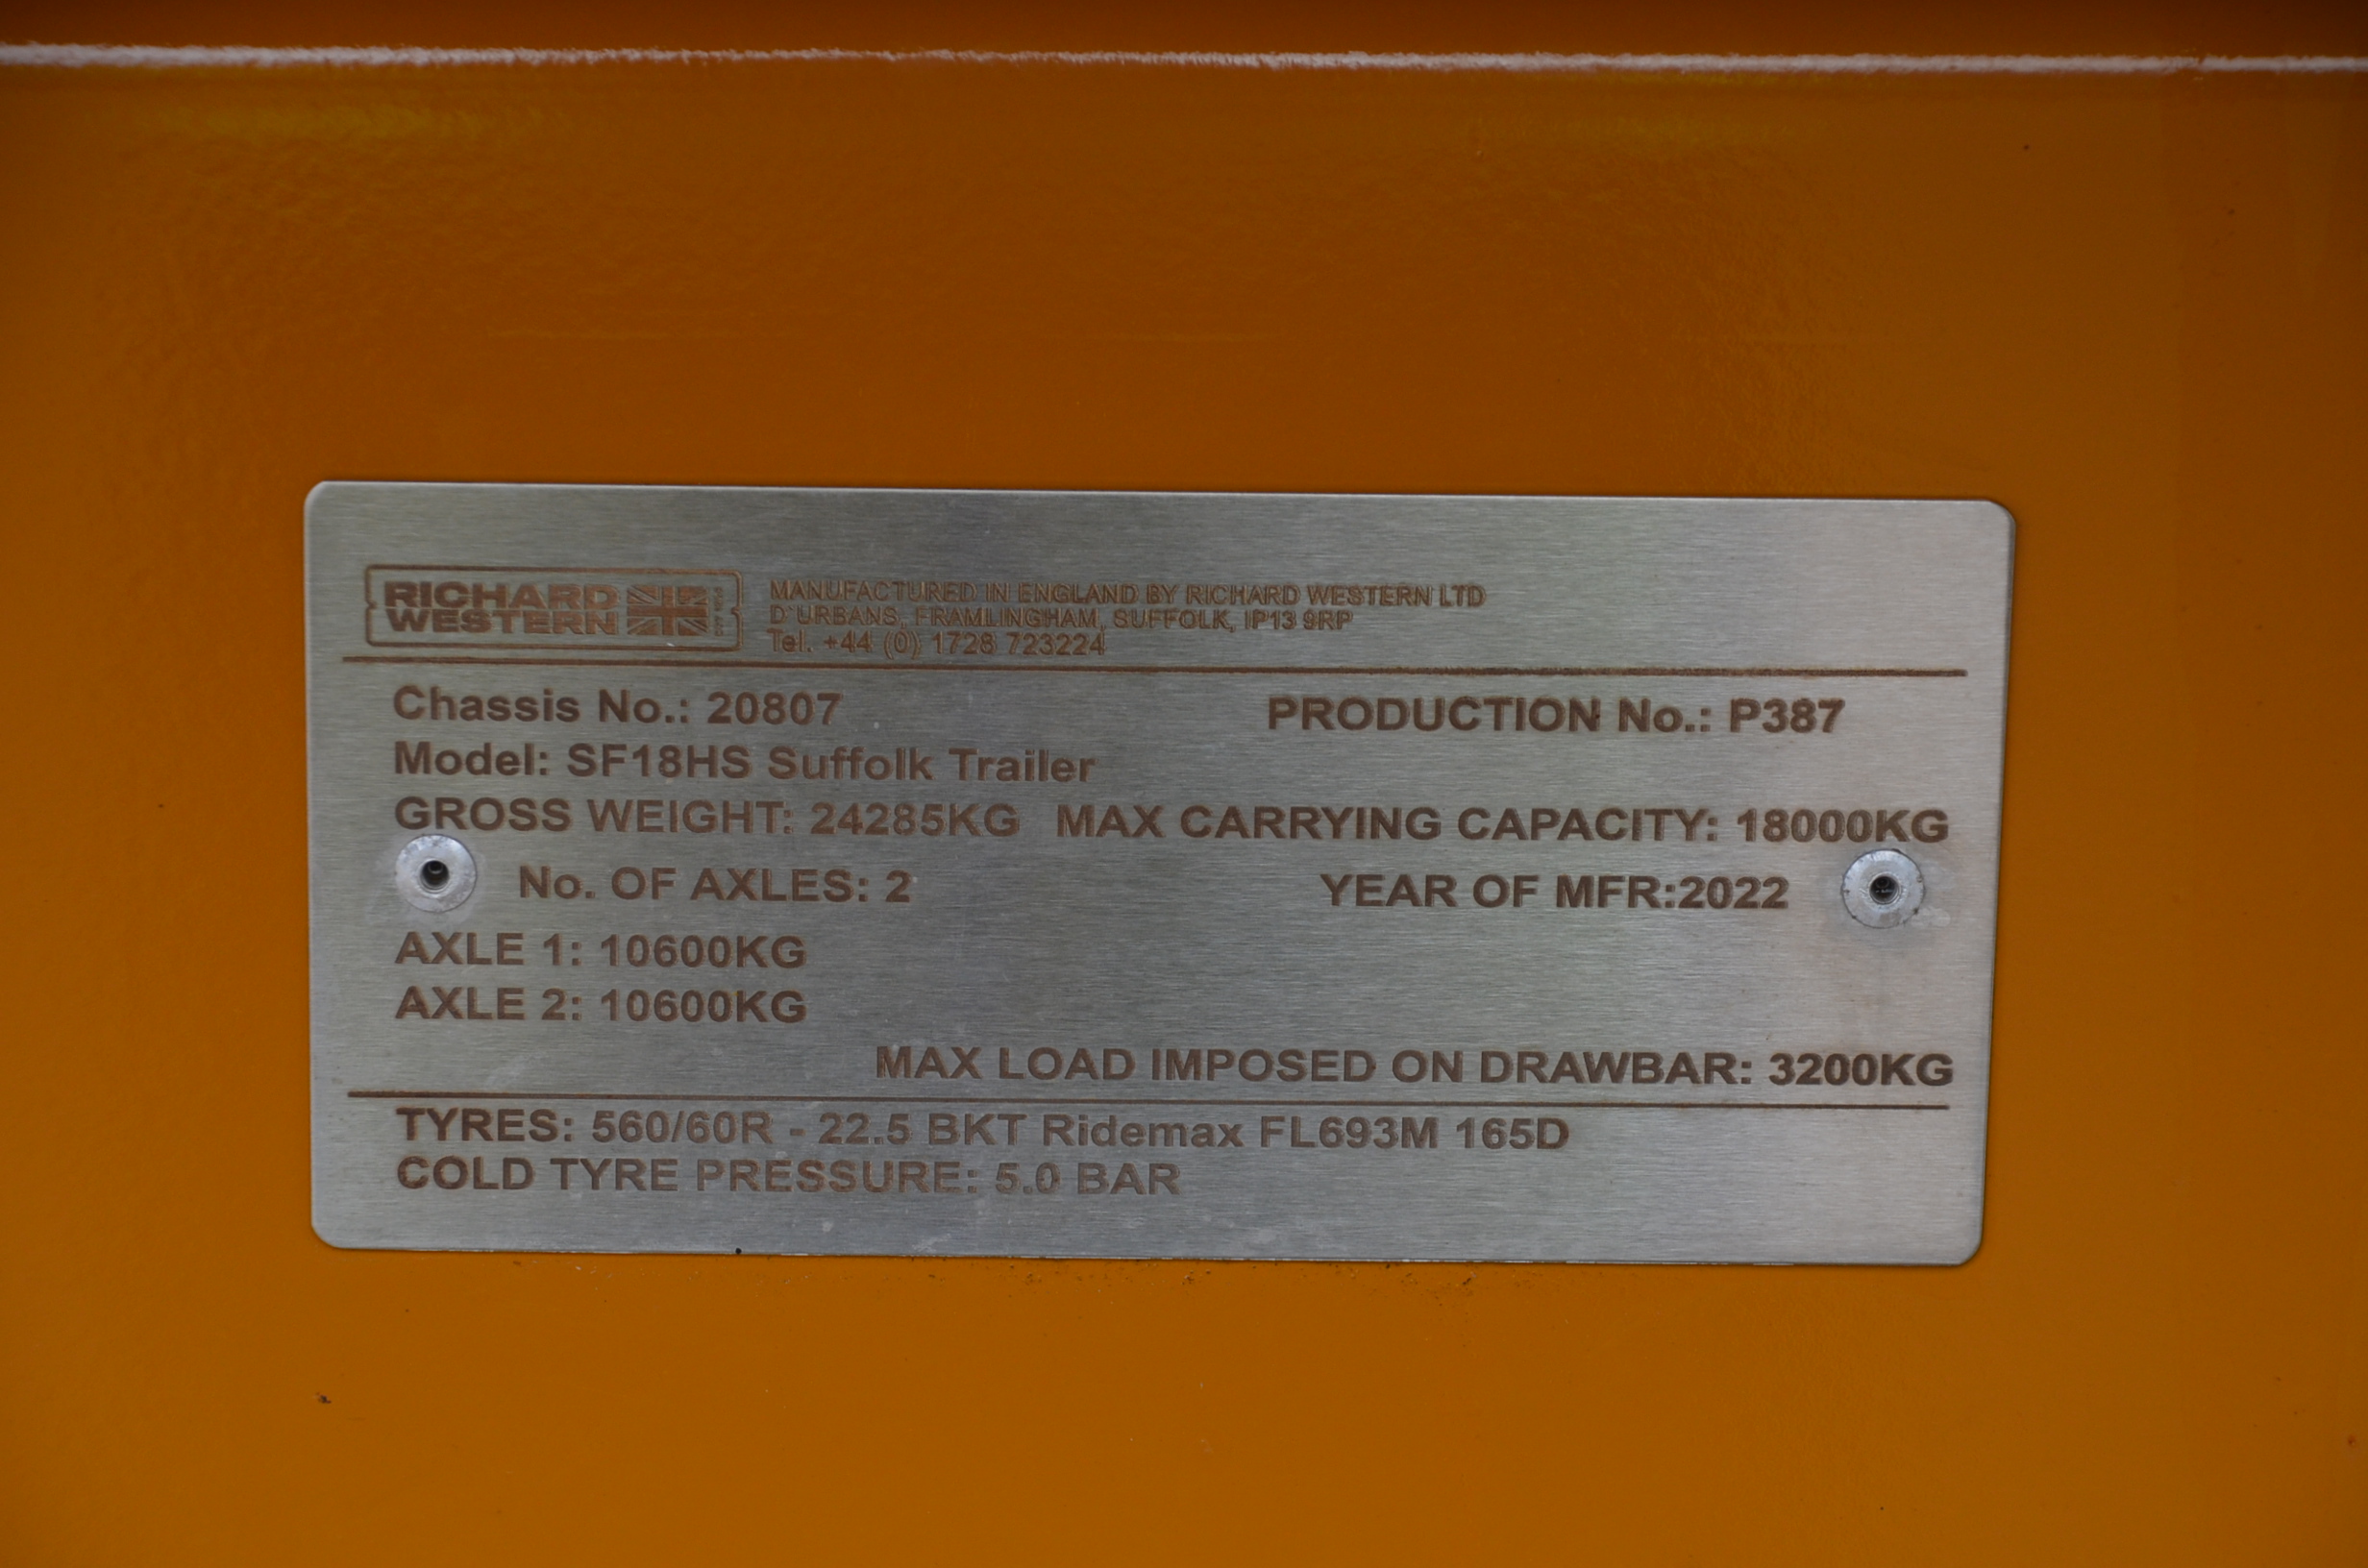 RICHARD
WESTERN
MANUFACTURED IN ENGLAND BY RICHARD WESTERN LTD
D'URBANS, FRAMLINGHAM, SUFFOLK, IP13 9RP
Tel. +44 (0) 1728 723224
Chassis No.: 20807 PRODUCTION No.: P387
Model: SF18HS Suffolk Trailer
GROSS WEIGHT: 24285KG MAX CARRYING CAPACITY: 18000KG
No. OF AXLES: 2 YEAR OF MFR:2022
AXLE 1: 10600KG
AXLE 2: 10600KG
MAX LOAD IMPOSED ON DRAWBAR: 3200KG
TYRES: 560/60R - 22.5 BKT Ridemax FL693M 165D
COLD TYRE PRESSURE: 5.0 BAR